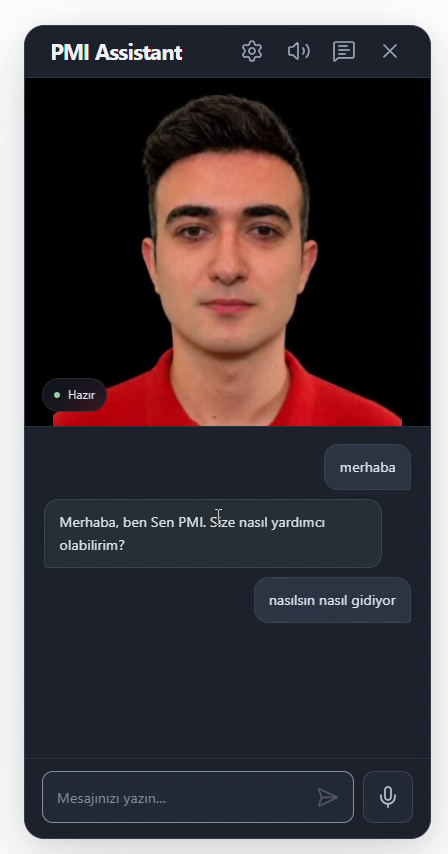 PMI Assistant
Hazır
merhaba
Merhaba, ben Sen PMI. Size nasıl yardımcı
olabilirim?
nasılsın nasıl gidiyor
Mesajınızı yazın...